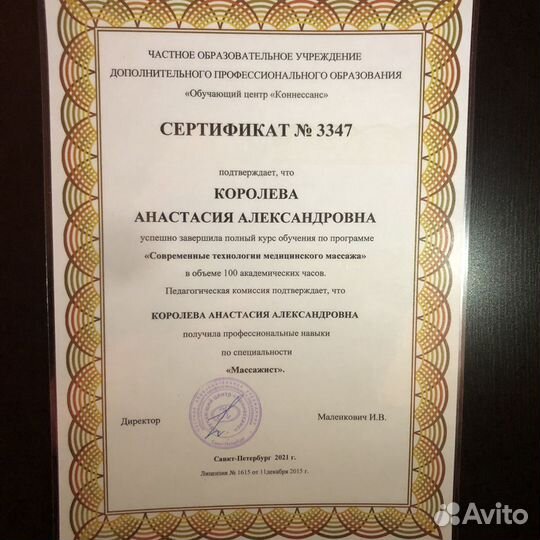 ЧАСТНОЕ ОБРАЗОВАТЕЛЬНОЕ УЧРЕЖДЕНИЕ
ДОПОЛНИТЕЛЬНОГО ПРОФЕССИОНАЛЬНОГО ОБРАЗОВАНИЯ
«Обучающий центр «Коннессанс»
СЕРТИФИКАТ № 3347
подтверждает, что
КОРОЛЕВА
АНАСТАСИЯ АЛЕКСАНДРОВНА
успешно завершила полный курс обучения по программе
«Современные технологии медицинского массажа»
в объеме 100 академических часов.
Педагогическая комиссия подтверждает, что
КОРОЛЕВА АНАСТАСИЯ АЛЕКСАНДРОВНА
получила профессиональные навыки
по специальности
«Массажист».
Директор
Маленкович И.В.
Санкт-Петербург 2021 г.
Лицензия № 1615 от 11декабря 2015 г.
Avito